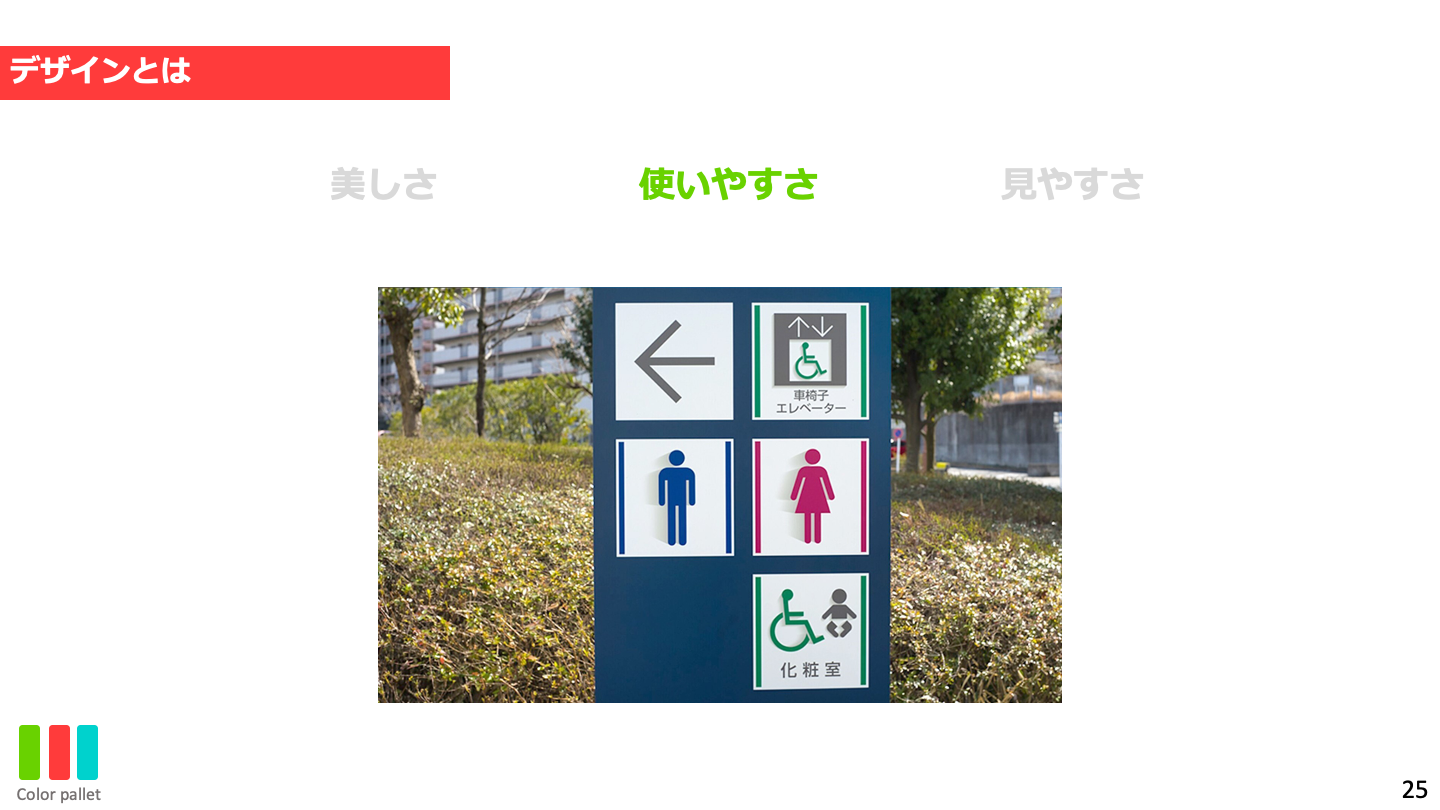 デザインとは
美しさ
使いやすさ
見やすさ
車椅子
エレベーター
化粧室
Color pallet
25